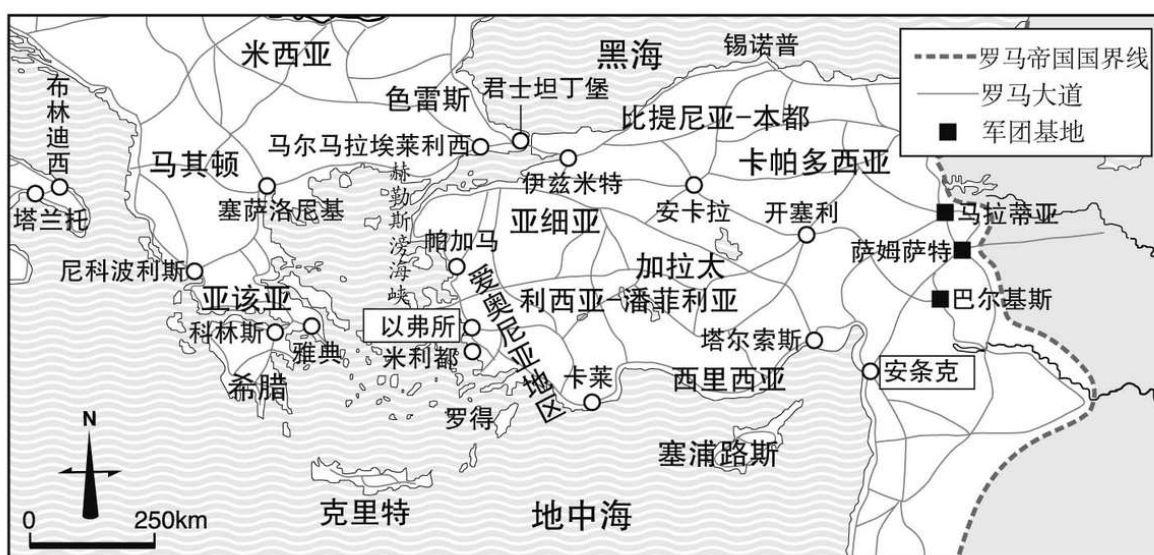 黑海
锡诺普
罗马帝国国界线
罗马大道
军团基地
米西亚
君士坦丁堡
布林迪西
色雷斯
比提尼亚-本都
马尔马拉埃莱利西
马其顿
赫勒斯滂海峡
卡帕多西亚
伊兹米特
塔兰托
塞萨洛尼基
亚细亚
安卡拉
开塞利
马拉蒂亚
帕加马
萨姆萨特
尼科波利斯
加拉太
爱奥尼亚地区
利西亚-潘菲利亚
巴尔基斯
亚该亚
以弗所
科林斯
雅典
米利都
塔尔索斯
希腊
卡莱
西里西亚
安条克
罗得
塞浦路斯
N
克里特
地中海
0 250km